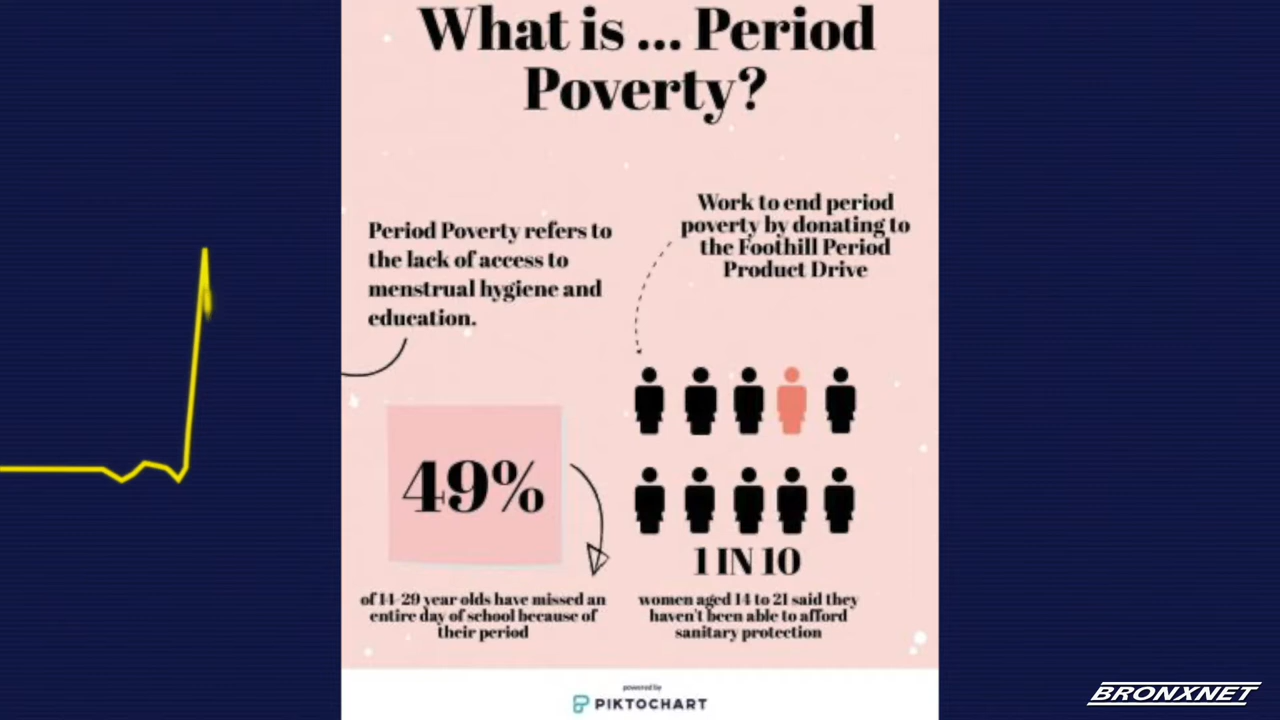 What is ... Period
Poverty?
Period Poverty refers to
the lack of access to
menstrual hygiene and
education.
Work to end period
poverty by donating to
the Foothill Period
Product Drive
49%
of 14-29 year olds have missed an
entire day of school because of
their period
1 IN 10
women aged 14 to 21 said they
haven't been able to afford
sanitary protection
powered by
PIKTOCHART
BRONXNET